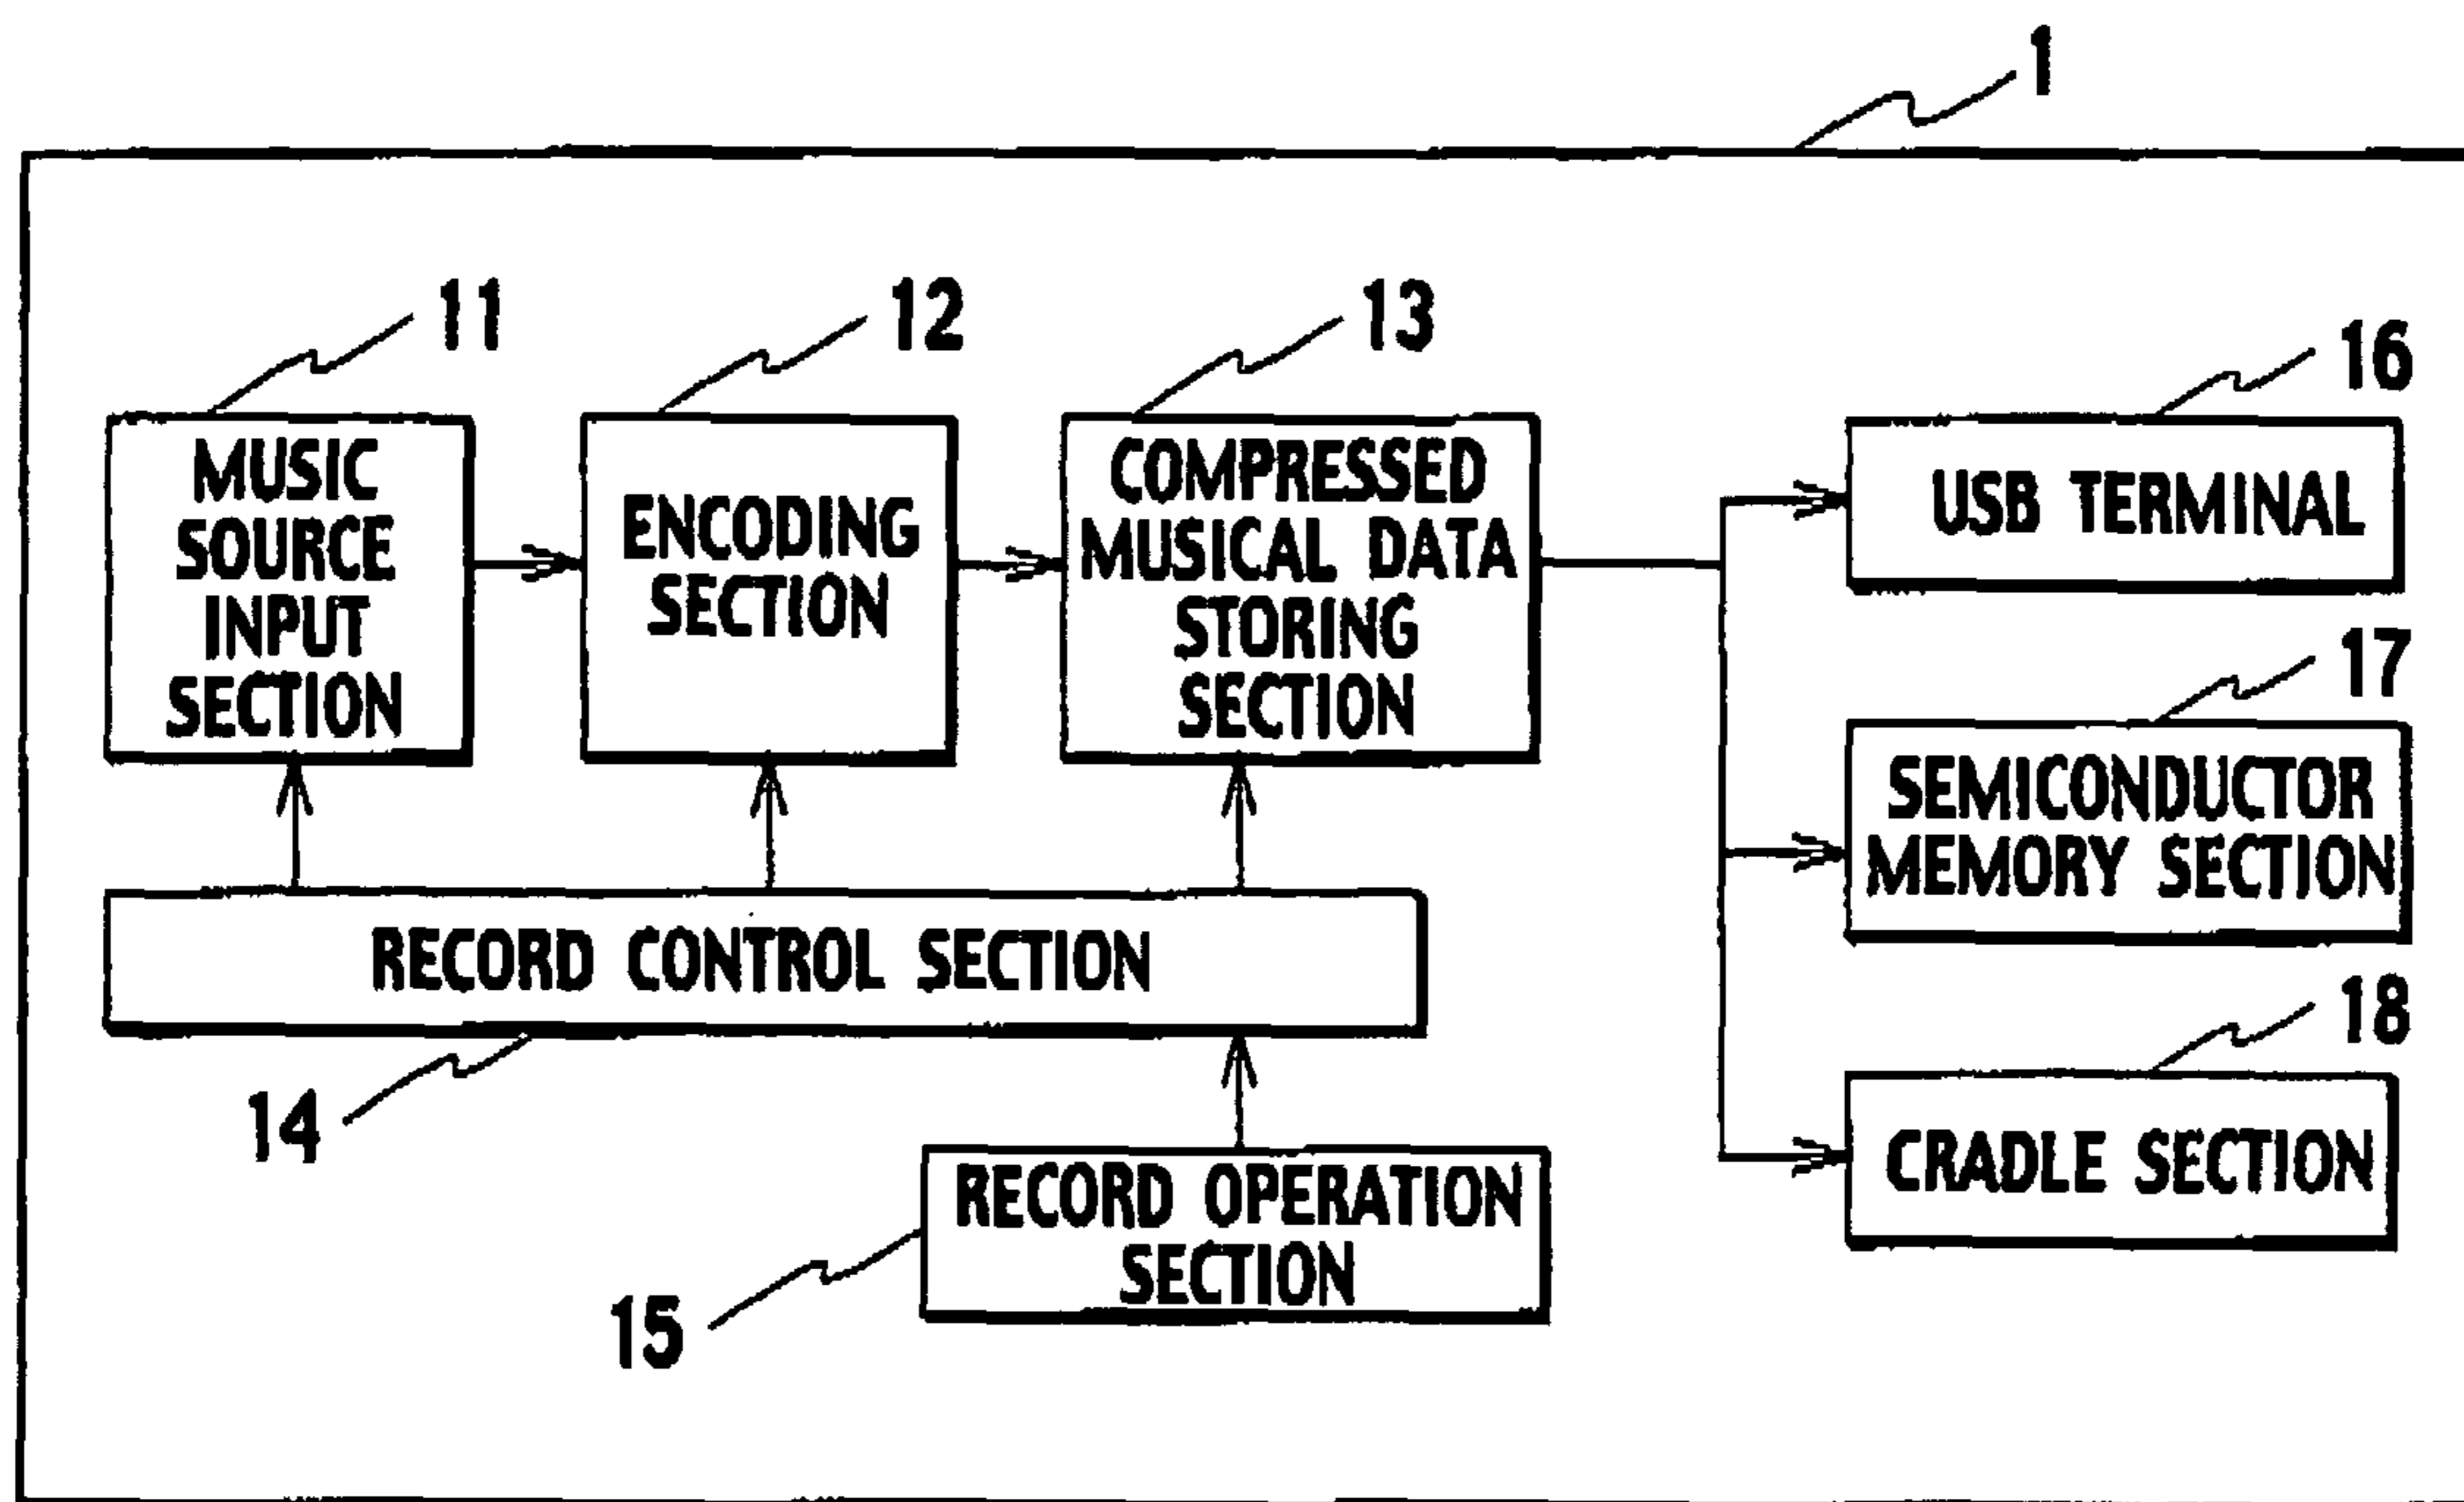 1
11
12
13
16
MUSIC
SOURCE
INPUT
SECTION
ENCODING
SECTION
COMPRESSED
MUSICAL DATA
STORING
SECTION
USB TERMINAL
17
SEMICONDUCTOR
MEMORY SECTION
RECORD CONTROL SECTION
18
14
CRADLE SECTION
RECORD OPERATION
SECTION
15